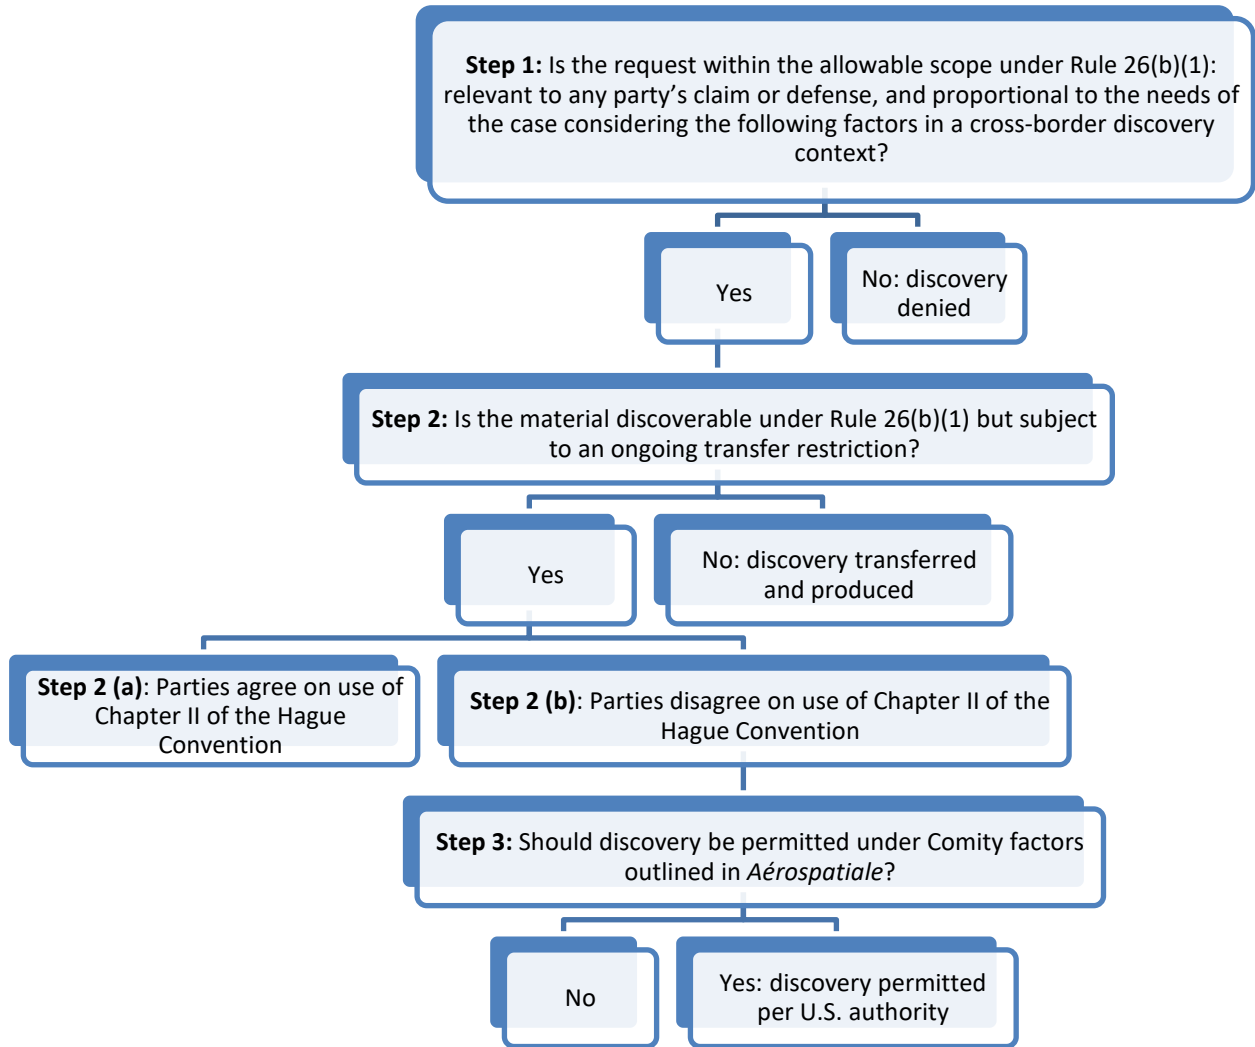 Step 1: Is the request within the allowable scope under Rule 26(b)(1):
relevant to any party’s claim or defense, and proportional to the needs of
the case considering the following factors in a cross-border discovery
context?
Yes
No: discovery
denied
Step 2: Is the material discoverable under Rule 26(b)(1) but subject
to an ongoing transfer restriction?
Yes
No: discovery transferred
and produced
Step 2 (a): Parties agree on use of
Chapter II of the Hague
Convention
Step 2 (b): Parties disagree on use of Chapter II of the
Hague Convention
Step 3: Should discovery be permitted under Comity factors
outlined in Aérospatiale?
No
Yes: discovery permitted
per U.S. authority